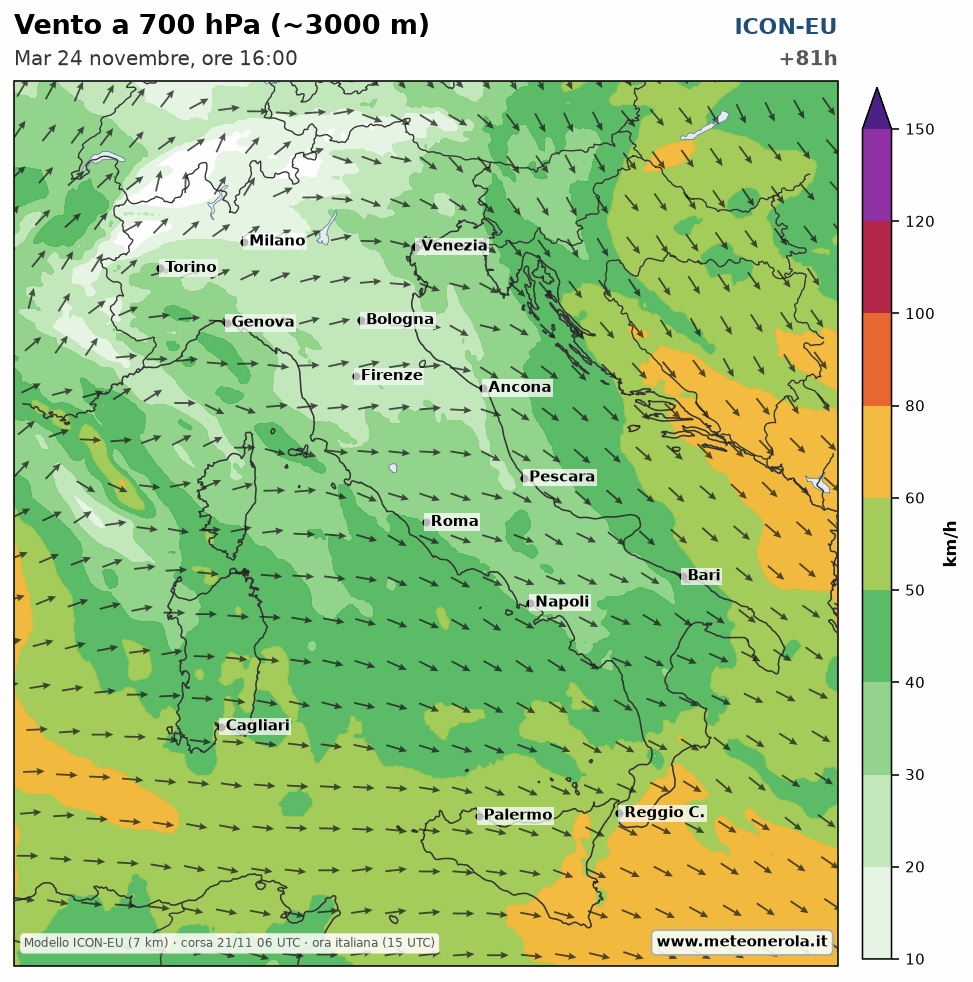 Vento a 700 hPa (~3000 m)
ICON-EU
Mar 24 novembre, ore 16:00
+81h
Milano
Venezia
Torino
Genova
Bologna
Firenze
Ancona
Pescara
Roma
Bari
Napoli
Cagliari
Palermo
Reggio C.
Modello ICON-EU (7 km) · corsa 21/11 06 UTC · ora italiana (15 UTC)
www.meteonerola.it
150
120
100
80
60
50
40
30
20
10
km/h